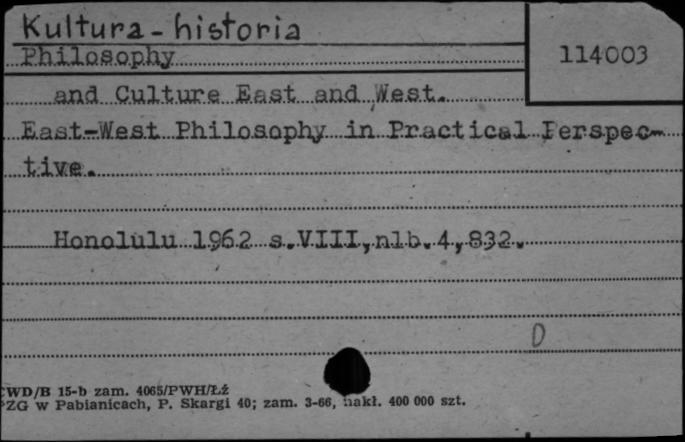 Kultura - historia
Philosophy
114003
and Culture East and West.
East-West Philosophy in Practical Perspec-
tive.
Honolulu 1962 s.VIII,nlb.4,832.
D
WD/B 15-b zam. 4065/PWH/Łź
PZG w Pabianicach, P. Skargi 40; zam. 3-66, nakł. 400 000 szt.